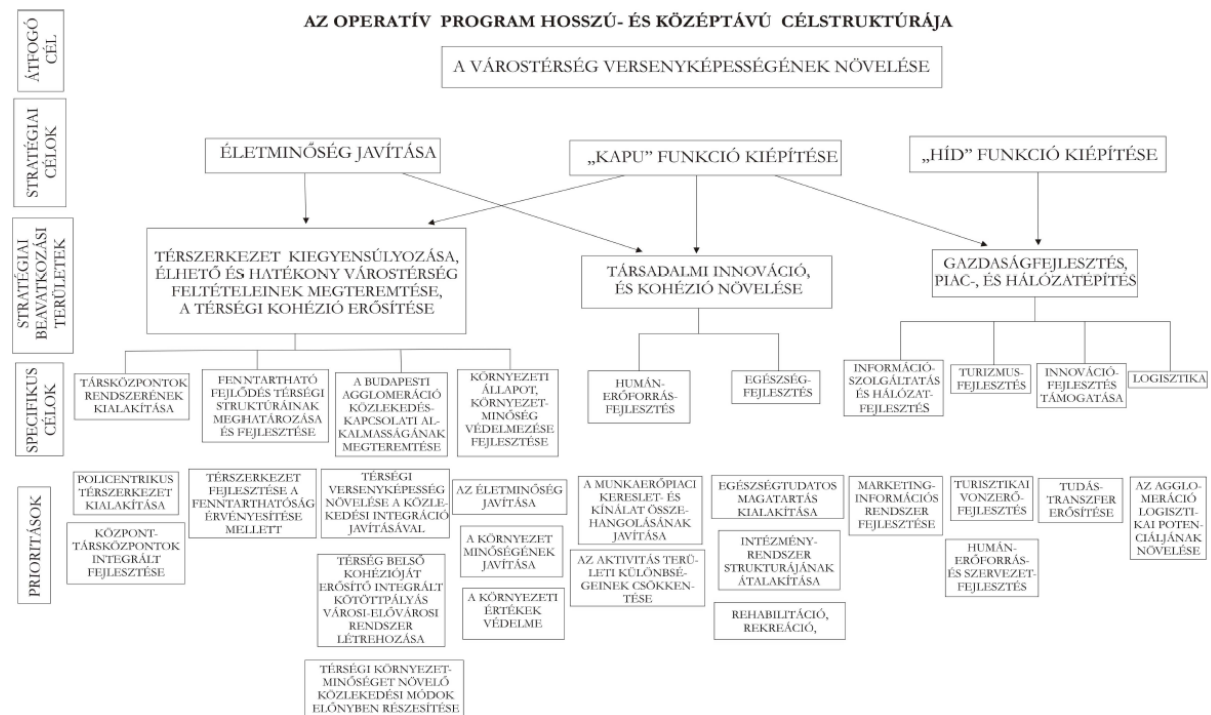 AZ OPERATÍV PROGRAM HOSSZÚ- ÉS KÖZÉPTÁVÚ CÉLSTRUKTÚRÁJA
ÁTFOGÓ
CÉL
A VÁROSTÉRSÉG VERSENYKÉPESSÉGÉNEK NÖVELÉSE
STRATÉGIAI
CÉLOK
ÉLETMINŐSÉG JAVÍTÁSA
„KAPU” FUNKCIÓ KIÉPÍTÉSE
„HÍD” FUNKCIÓ KIÉPÍTÉSE
STRATÉGIAI
BEAVATKOZÁSI
TERÜLETEK
TÉRSZERKEZET KIEGYENSÚLYOZÁSA,
ÉLHETŐ ÉS HATÉKONY VÁROSTÉRSÉG
FELTÉTELEINEK MEGTEREMTÉSE,
A TÉRSÉGI KOHÉZIÓ ERŐSÍTÉSE
TÁRSADALMI INNOVÁCIÓ,
ÉS KOHÉZIÓ NÖVELÉSE
GAZDASÁGFEJLESZTÉS,
PIAC-, ÉS HÁLÓZATÉPÍTÉS
SPECIFIKUS
CÉLOK
TÁRSKÖZPONTOK
RENDSZERÉNEK
KIALAKÍTÁSA
FENNTARTHATÓ
FEJLŐDÉS TÉRSÉGI
STRUKTÚRÁINAK
MEGHATÁROZÁSA
ÉS FEJLESZTÉSE
A BUDAPESTI
AGGLOMERÁCIÓ
KÖZLEKEDÉS-
KAPCSOLATI AL-
KALMASSÁGÁNAK
MEGTEREMTÉSE
KÖRNYEZETI
ÁLLAPOT,
KÖRNYEZET-
MINŐSÉG
VÉDELMEZÉSE
FEJLESZTÉSE
HUMÁN-
ERŐFORRÁS-
FEJLESZTÉS
EGÉSZSÉG-
FEJLESZTÉS
INFORMÁCIÓ-
SZOLGÁLTATÁS
ÉS HÁLÓZAT-
FEJLESZTÉS
TURIZMUS-
FEJLESZTÉS
INNOVÁCIÓ-
FEJLESZTÉS
TÁMOGATÁSA
LOGISZTIKA
PRIORITÁSOK
POLICENTRIKUS
TÉRSZERKEZET
KIALAKÍTÁSA
KÖZPONT-
TÁRSKÖZPONTOK
INTEGRÁLT
FEJLESZTÉSE
TÉRSZERKEZET
FEJLESZTÉSE A
FENNTARTHATÓSÁG
ÉRVÉNYESÍTÉSE
MELLETT
TÉRSÉGI
VERSENYKÉPESSÉG
NÖVELÉSE A KÖZLE-
KEDÉSI INTEGRÁCIÓ
JAVÍTÁSÁVAL
TÉRSÉG BELSŐ
KOHÉZIÓJÁT
ERŐSÍTŐ INTEGRÁLT
KÖTÖTTPÁLYÁS
VÁROSI-ELŐVÁROSI
RENDSZER
LÉTREHOZÁSA
TÉRSÉGI KÖRNYEZET-
MINŐSÉGET NÖVELŐ
KÖZLEKEDÉSI MÓDOK
ELŐNYBEN RÉSZESÍTÉSE
AZ ÉLETMINŐSÉG
JAVÍTÁSA
A KÖRNYEZET
MINŐSÉGÉNEK
JAVÍTÁSA
A KÖRNYEZETI
ÉRTÉKEK
VÉDELME
A MUNKAERŐPIACI
KERESLET- ÉS
KÍNÁLAT ÖSSZE-
HANGOLÁSÁNAK
JAVÍTÁSA
AZ AKTIVITÁS TERÜ-
LETI KÜLÖNBSÉ-
GEINEK CSÖKKEN-
TÉSE
EGÉSZSÉGTUDATOS
MAGATARTÁS
KIALAKÍTÁSA
INTÉZMÉNY-
RENDSZER
STRUKTÚRÁJÁNAK
ÁTALAKÍTÁSA
REHABILITÁCIÓ,
REKREÁCIÓ,
MARKETING-
INFORMÁCIÓS
RENDSZER
FEJLESZTÉSE
TURISZTIKAI
VONZERŐ-
FEJLESZTÉS
HUMÁN-
ERŐFORRÁS-
ÉS SZERVEZET-
FEJLESZTÉS
TUDÁS-
TRANSZFER
ERŐSÍTÉSE
AZ AGGLO-
MERÁCIÓ
LOGISZTI-
KAI POTEN-
CIÁLJÁNAK
NÖVELÉSE